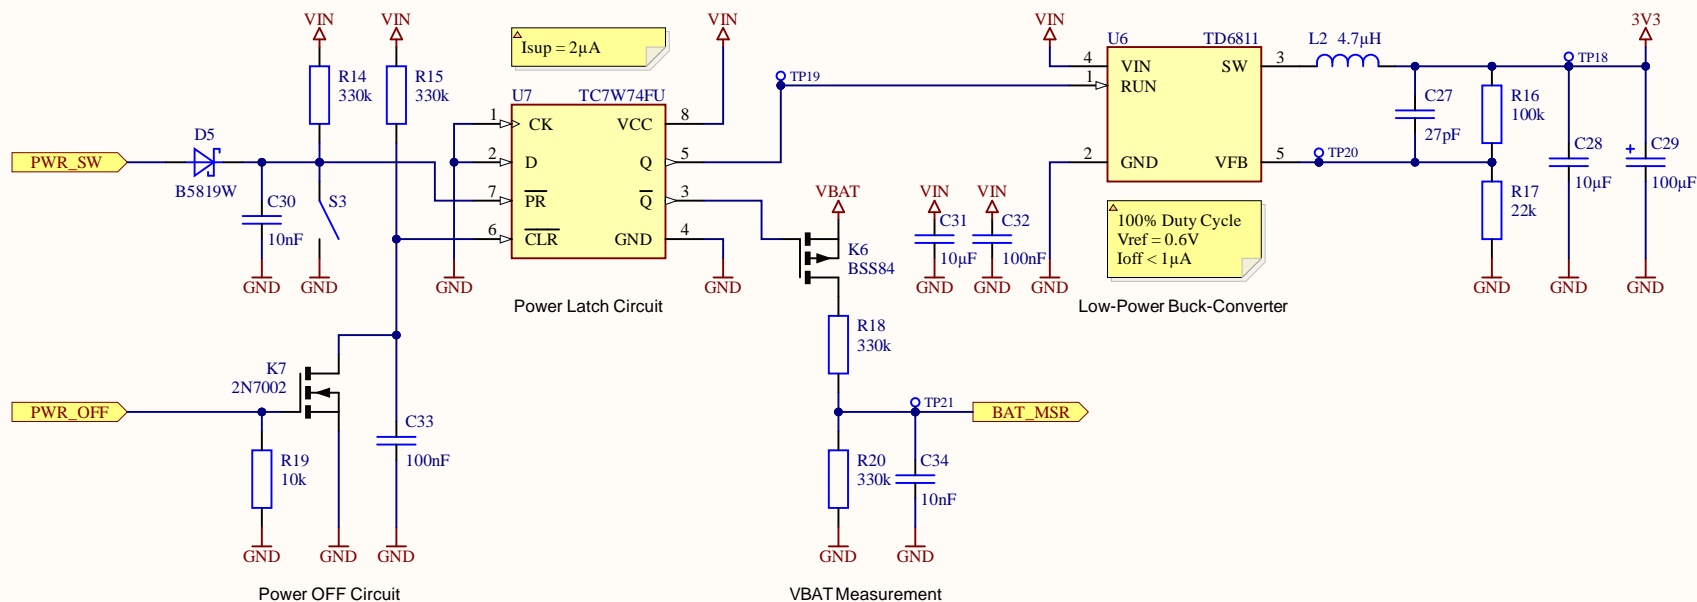 VIN
VIN
Isup = 2µA
VIN
VIN
3V3
R14
330k
R15
330k
U7
TC7W74FU
1
CK
VCC
8
2
D
Q
5
7
PR
Q
3
6
CLR
GND
4
Power Latch Circuit
TP19
U6
TD6811
4
VIN
SW
3
1
RUN
2
GND
VFB
5
L2 4.7µH
TP18
TP20
C27
27pF
R16
100k
R17
22k
C28
10µF
C29
100µF
GND
GND
GND
100% Duty Cycle
Vref = 0.6V
Ioff < 1µA
Low-Power Buck-Converter
PWR_SW
D5
B5819W
C30
10nF
S3
GND
GND
GND
GND
VBAT
K6
BSS84
VIN
C31
10µF
GND
VIN
C32
100nF
GND
GND
R18
330k
TP21
BAT_MSR
R20
330k
C34
10nF
GND
GND
VBAT Measurement
K7
2N7002
PWR_OFF
R19
10k
C33
100nF
GND
GND
GND
Power OFF Circuit